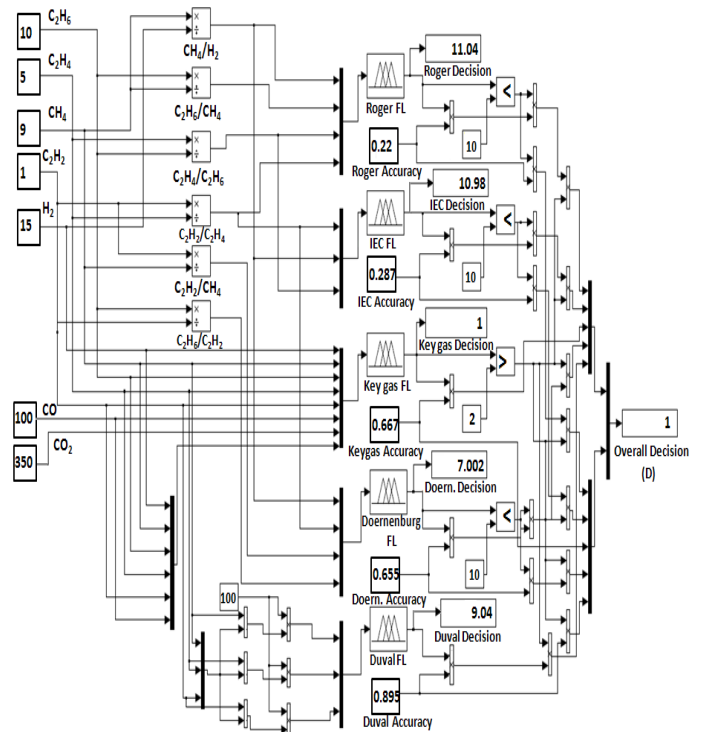 C2H6
10
C2H4
5
CH4
9
C2H2
1
H2
15
CO
100
CO2
350
×
÷
CH4/H2
×
÷
C2H6/CH4
×
÷
C2H4/C2H6
×
÷
C2H2/C2H4
×
÷
C2H2/CH4
×
÷
C2H6/C2H2
100
Roger FL
11.04
Roger Decision
<
10
0.22
Roger Accuracy
IEC FL
10.98
IEC Decision
<
10
0.287
IEC Accuracy
Key gas FL
1
Key gas Decision
>
2
0.667
Keygas Accuracy
Doernenburg
FL
7.002
Doern. Decision
<
10
0.655
Doern. Accuracy
Duval FL
9.04
Duval Decision
0.895
Duval Accuracy
1
Overall Decision
(D)